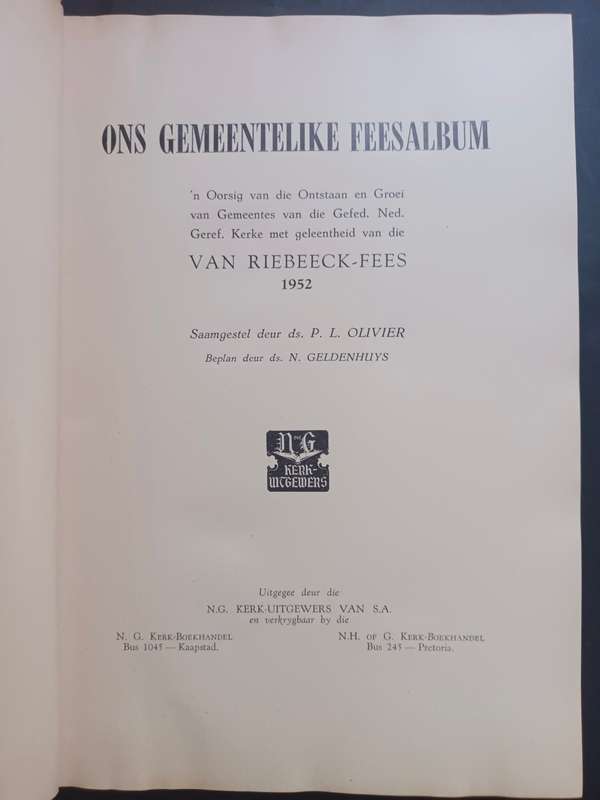 ONS GEMEENTELIKE FEESALBUM
'n Oorsig van die Ontstaan en Groei
van Gemeentes van die Gefed. Ned.
Geref. Kerke met geleentheid van die
VAN RIEBEECK-FEES
1952
Saamgestel deur ds. P. L. OLIVIER
Beplan deur ds. N. GELDENHUYS
N G
KERK-
UITGEWERS
Uitgegee deur die
N.G. KERK-UITGEWERS VAN S.A.
en verkrygbaar by die
N. G. KERK-BOEKHANDEL
Bus 1045 — Kaapstad.
N.H. OF G. KERK-BOEKHANDEL
Bus 245 — Pretoria.